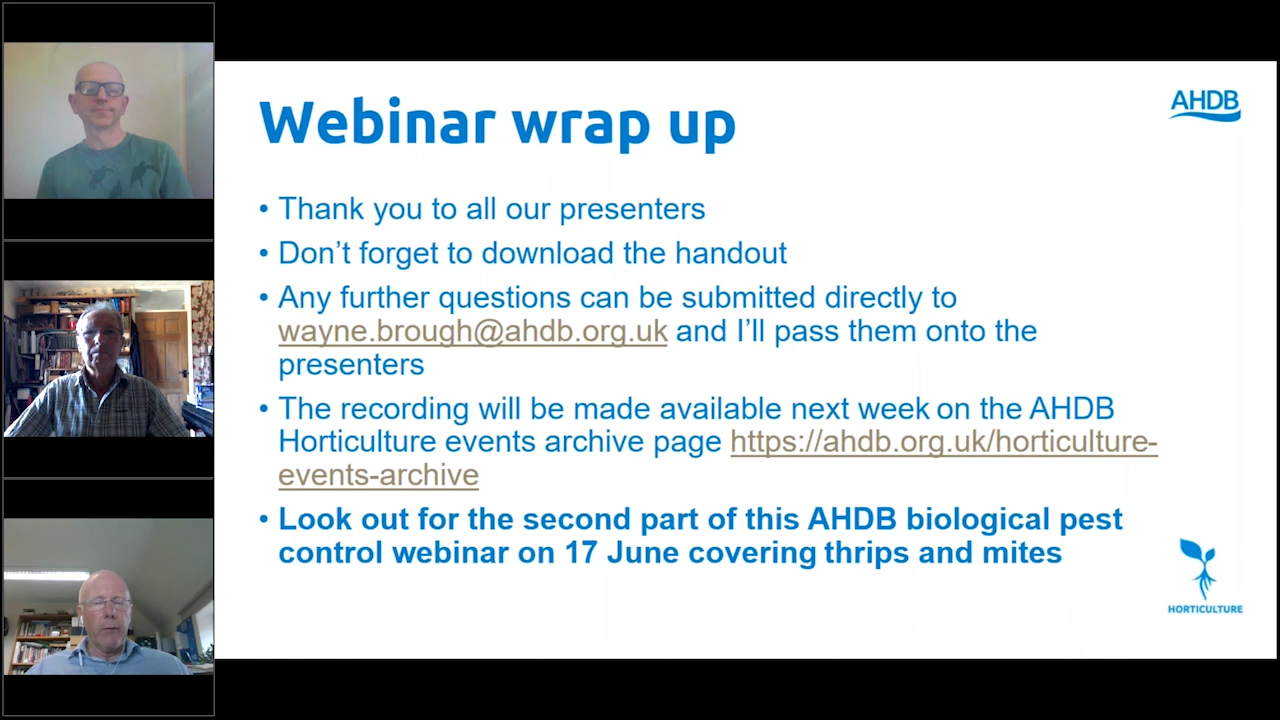 Webinar wrap up
AHDB
• Thank you to all our presenters
• Don’t forget to download the handout
• Any further questions can be submitted directly to
wayne.brough@ahdb.org.uk and I’ll pass them onto the
presenters
• The recording will be made available next week on the AHDB
Horticulture events archive page https://ahdb.org.uk/horticulture-
events-archive
• Look out for the second part of this AHDB biological pest
control webinar on 17 June covering thrips and mites
HORTICULTURE